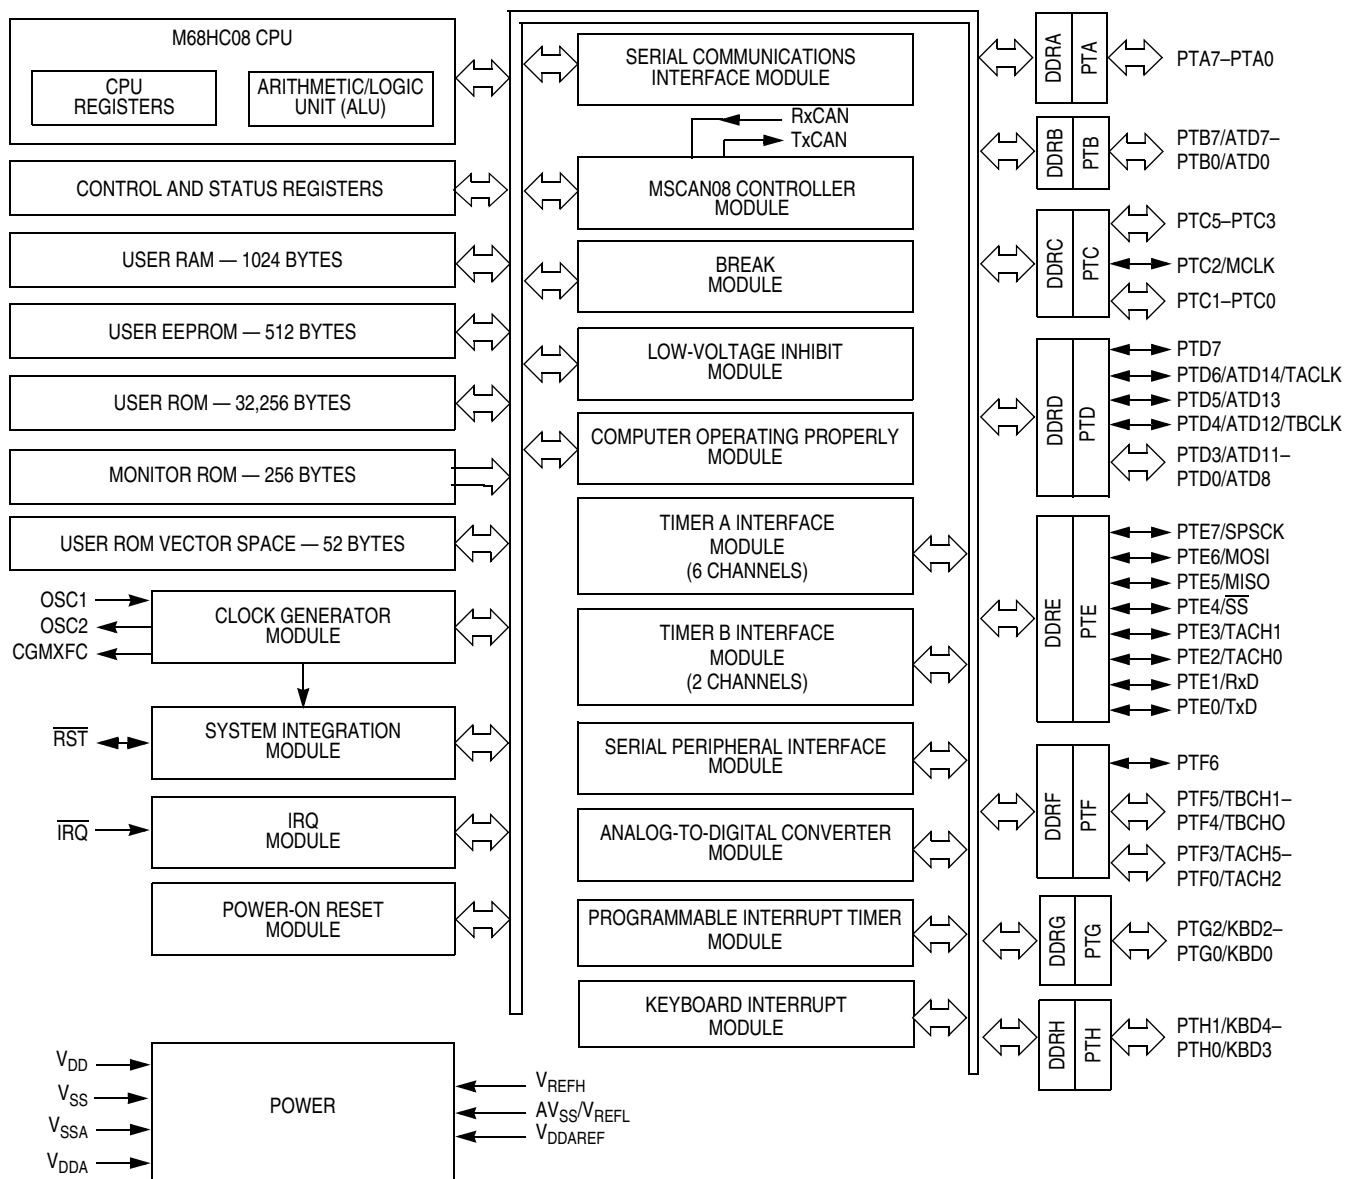 M68HC08 CPU
CPU
REGISTERS
ARITHMETIC/LOGIC
UNIT (ALU)
CONTROL AND STATUS REGISTERS
USER RAM — 1024 BYTES
USER EEPROM — 512 BYTES
USER ROM — 32,256 BYTES
MONITOR ROM — 256 BYTES
USER ROM VECTOR SPACE — 52 BYTES
OSC1
OSC2
CGMXFC
CLOCK GENERATOR
MODULE
R̅S̅T̅
SYSTEM INTEGRATION
MODULE
I̅R̅Q̅
IRQ
MODULE
POWER-ON RESET
MODULE
VDD
VSS
VSSA
VDDA
POWER
VREFH
AVSS/VREFL
VDDAREF
SERIAL COMMUNICATIONS
INTERFACE MODULE
RxCAN
TxCAN
MSCAN08 CONTROLLER
MODULE
BREAK
MODULE
LOW-VOLTAGE INHIBIT
MODULE
COMPUTER OPERATING PROPERLY
MODULE
TIMER A INTERFACE
MODULE
(6 CHANNELS)
TIMER B INTERFACE
MODULE
(2 CHANNELS)
SERIAL PERIPHERAL INTERFACE
MODULE
ANALOG-TO-DIGITAL CONVERTER
MODULE
PROGRAMMABLE INTERRUPT TIMER
MODULE
KEYBOARD INTERRUPT
MODULE
DDRA
PTA
PTA7–PTA0
DDRB
PTB
PTB7/ATD7–
PTB0/ATD0
DDRC
PTC
PTC5–PTC3
PTC2/MCLK
PTC1–PTC0
DDRD
PTD
PTD7
PTD6/ATD14/TACLK
PTD5/ATD13
PTD4/ATD12/TBCLK
PTD3/ATD11–
PTD0/ATD8
DDRE
PTE
PTE7/SPSCK
PTE6/MOSI
PTE5/MISO
PTE4/S̅S̅
PTE3/TACH1
PTE2/TACH0
PTE1/RxD
PTE0/TxD
DDRF
PTF
PTF6
PTF5/TBCH1–
PTF4/TBCHO
PTF3/TACH5–
PTF0/TACH2
DDRG
PTG
PTG2/KBD2–
PTG0/KBD0
DDRH
PTH
PTH1/KBD4–
PTH0/KBD3